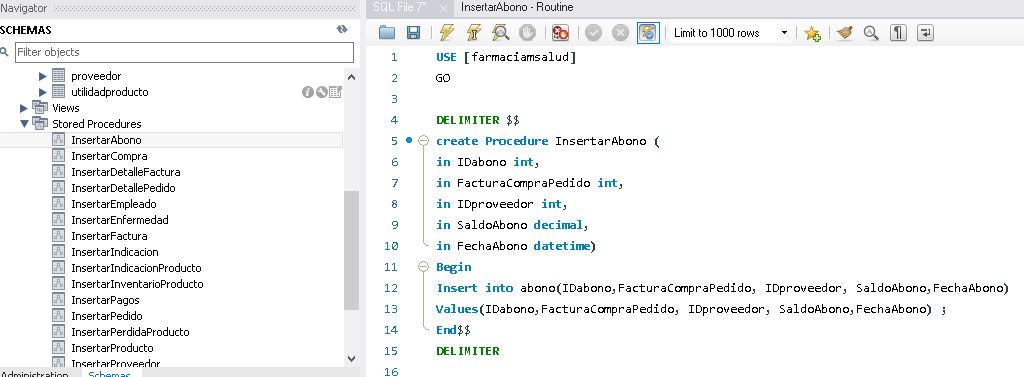 Navigator
SCHEMAS
Filter objects
proveedor
utilidadproducto
Views
Stored Procedures
InsertarAbono
InsertarCompra
InsertarDetalleFactura
InsertarDetallePedido
InsertarEmpleado
InsertarEnfermedad
InsertarFactura
InsertarIndicacion
InsertarIndicacionProducto
InsertarInventarioProducto
InsertarPagos
InsertarPedido
InsertarPerdidaProducto
InsertarProducto
InsertarProveedor
Administration Schemas
SQL File 7* InsertarAbono - Routine
Limit to 1000 rows
1 USE [farmaciamsalud]
2 GO
3
4 DELIMITER $$
5 create Procedure InsertarAbono (
6 in IDabono int,
7 in FacturaCompraPedido int,
8 in IDproveedor int,
9 in SaldoAbono decimal,
10 in FechaAbono datetime)
11 Begin
12 Insert into abono(IDabono,FacturaCompraPedido, IDproveedor, SaldoAbono,FechaAbono)
13 Values(IDabono,FacturaCompraPedido, IDproveedor, SaldoAbono,FechaAbono) ;
14 End$$
15 DELIMITER
16